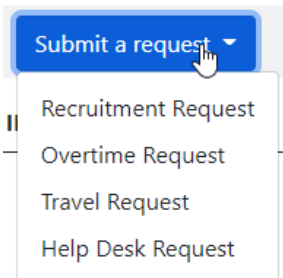 Submit a request
Recruitment Request
Overtime Request
Travel Request
Help Desk Request